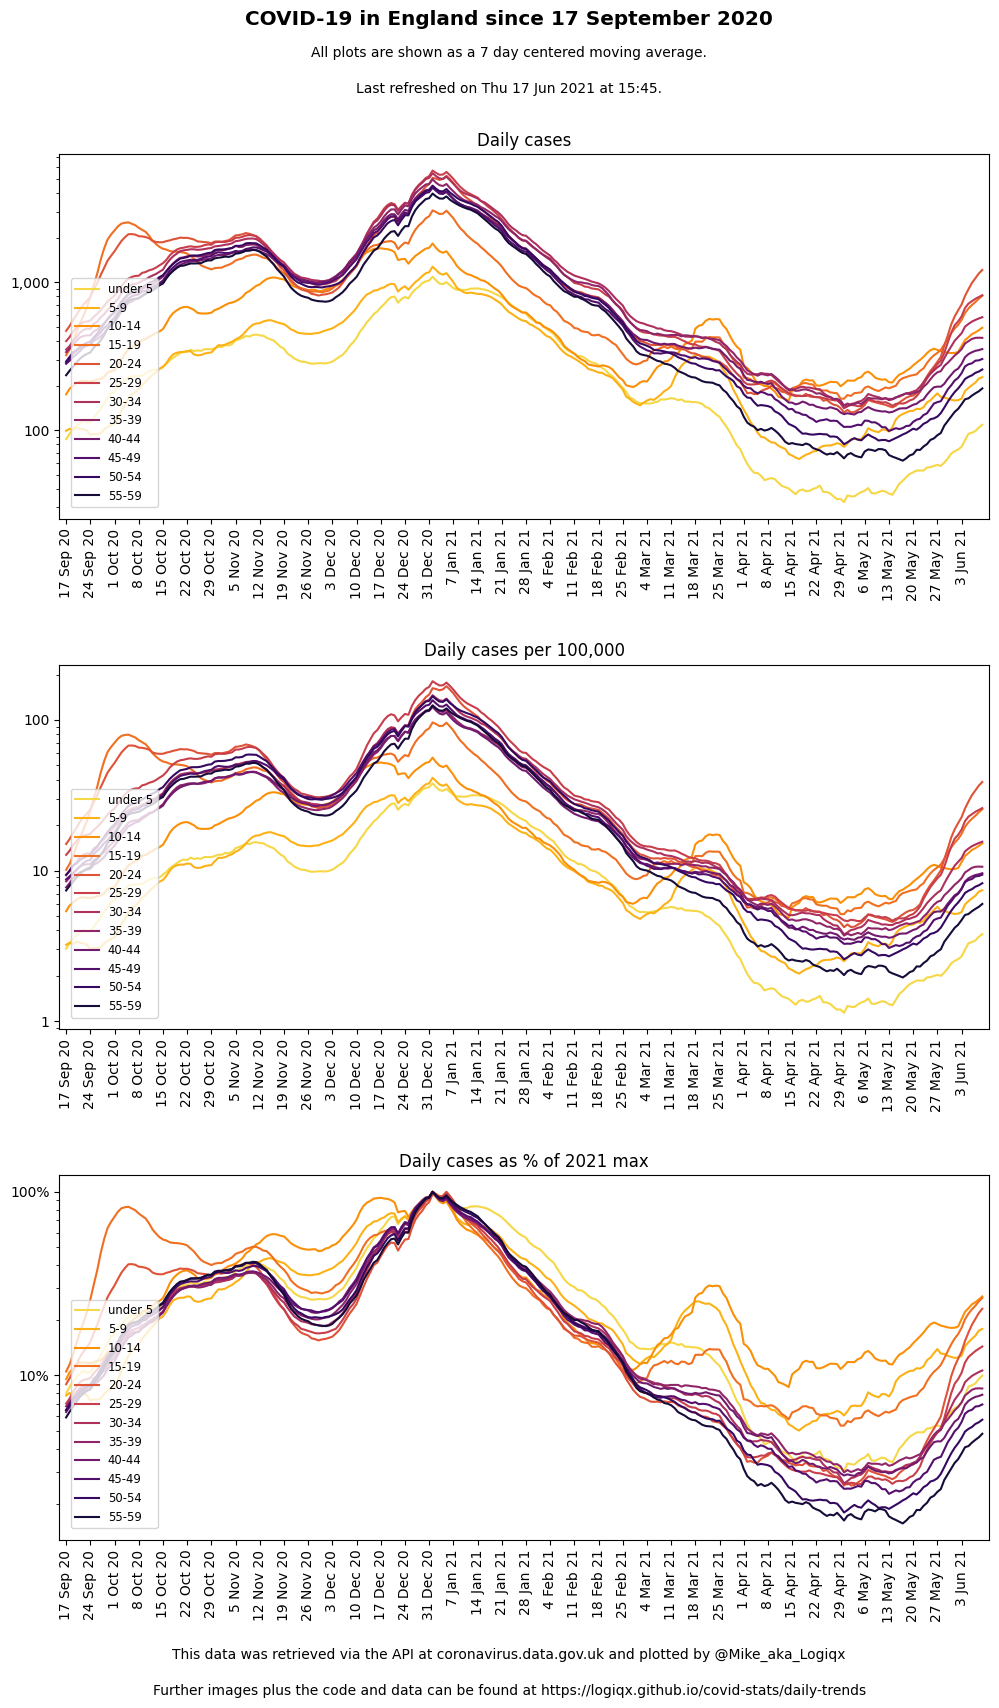 COVID-19 in England since 17 September 2020
All plots are shown as a 7 day centered moving average.
Last refreshed on Thu 17 Jun 2021 at 15:45.
Daily cases
1,000
100
under 5
5-9
10-14
15-19
20-24
25-29
30-34
35-39
40-44
45-49
50-54
55-59
17 Sep 20
24 Sep 20
1 Oct 20
8 Oct 20
15 Oct 20
22 Oct 20
29 Oct 20
5 Nov 20
12 Nov 20
19 Nov 20
26 Nov 20
3 Dec 20
10 Dec 20
17 Dec 20
24 Dec 20
31 Dec 20
7 Jan 21
14 Jan 21
21 Jan 21
28 Jan 21
4 Feb 21
11 Feb 21
18 Feb 21
25 Feb 21
4 Mar 21
11 Mar 21
18 Mar 21
25 Mar 21
1 Apr 21
8 Apr 21
15 Apr 21
22 Apr 21
29 Apr 21
6 May 21
13 May 21
20 May 21
27 May 21
3 Jun 21
Daily cases per 100,000
100
10
1
under 5
5-9
10-14
15-19
20-24
25-29
30-34
35-39
40-44
45-49
50-54
55-59
17 Sep 20
24 Sep 20
1 Oct 20
8 Oct 20
15 Oct 20
22 Oct 20
29 Oct 20
5 Nov 20
12 Nov 20
19 Nov 20
26 Nov 20
3 Dec 20
10 Dec 20
17 Dec 20
24 Dec 20
31 Dec 20
7 Jan 21
14 Jan 21
21 Jan 21
28 Jan 21
4 Feb 21
11 Feb 21
18 Feb 21
25 Feb 21
4 Mar 21
11 Mar 21
18 Mar 21
25 Mar 21
1 Apr 21
8 Apr 21
15 Apr 21
22 Apr 21
29 Apr 21
6 May 21
13 May 21
20 May 21
27 May 21
3 Jun 21
Daily cases as % of 2021 max
100%
10%
under 5
5-9
10-14
15-19
20-24
25-29
30-34
35-39
40-44
45-49
50-54
55-59
17 Sep 20
24 Sep 20
1 Oct 20
8 Oct 20
15 Oct 20
22 Oct 20
29 Oct 20
5 Nov 20
12 Nov 20
19 Nov 20
26 Nov 20
3 Dec 20
10 Dec 20
17 Dec 20
24 Dec 20
31 Dec 20
7 Jan 21
14 Jan 21
21 Jan 21
28 Jan 21
4 Feb 21
11 Feb 21
18 Feb 21
25 Feb 21
4 Mar 21
11 Mar 21
18 Mar 21
25 Mar 21
1 Apr 21
8 Apr 21
15 Apr 21
22 Apr 21
29 Apr 21
6 May 21
13 May 21
20 May 21
27 May 21
3 Jun 21
This data was retrieved via the API at coronavirus.data.gov.uk and plotted by @Mike_aka_Logiqx
Further images plus the code and data can be found at https://logiqx.github.io/covid-stats/daily-trends